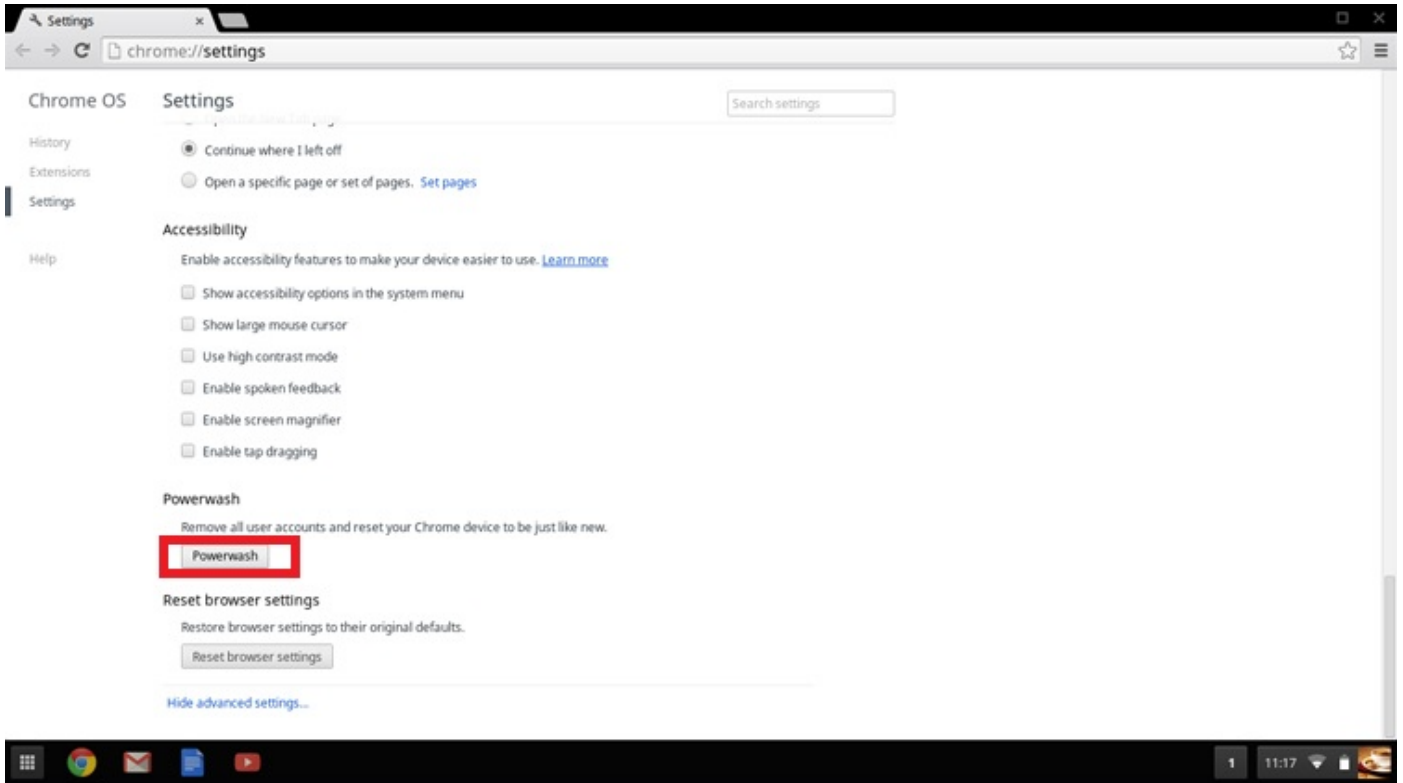 Settings
chrome://settings
Chrome OS
Settings
Search settings
History
Extensions
Settings
Help
Continue where I left off
Open a specific page or set of pages. Set pages
Accessibility
Enable accessibility features to make your device easier to use. Learn more
Show accessibility options in the system menu
Show large mouse cursor
Use high contrast mode
Enable spoken feedback
Enable screen magnifier
Enable tap dragging
Powerwash
Remove all user accounts and reset your Chrome device to be just like new.
Powerwash
Reset browser settings
Restore browser settings to their original defaults.
Reset browser settings
Hide advanced settings...
1
11:17